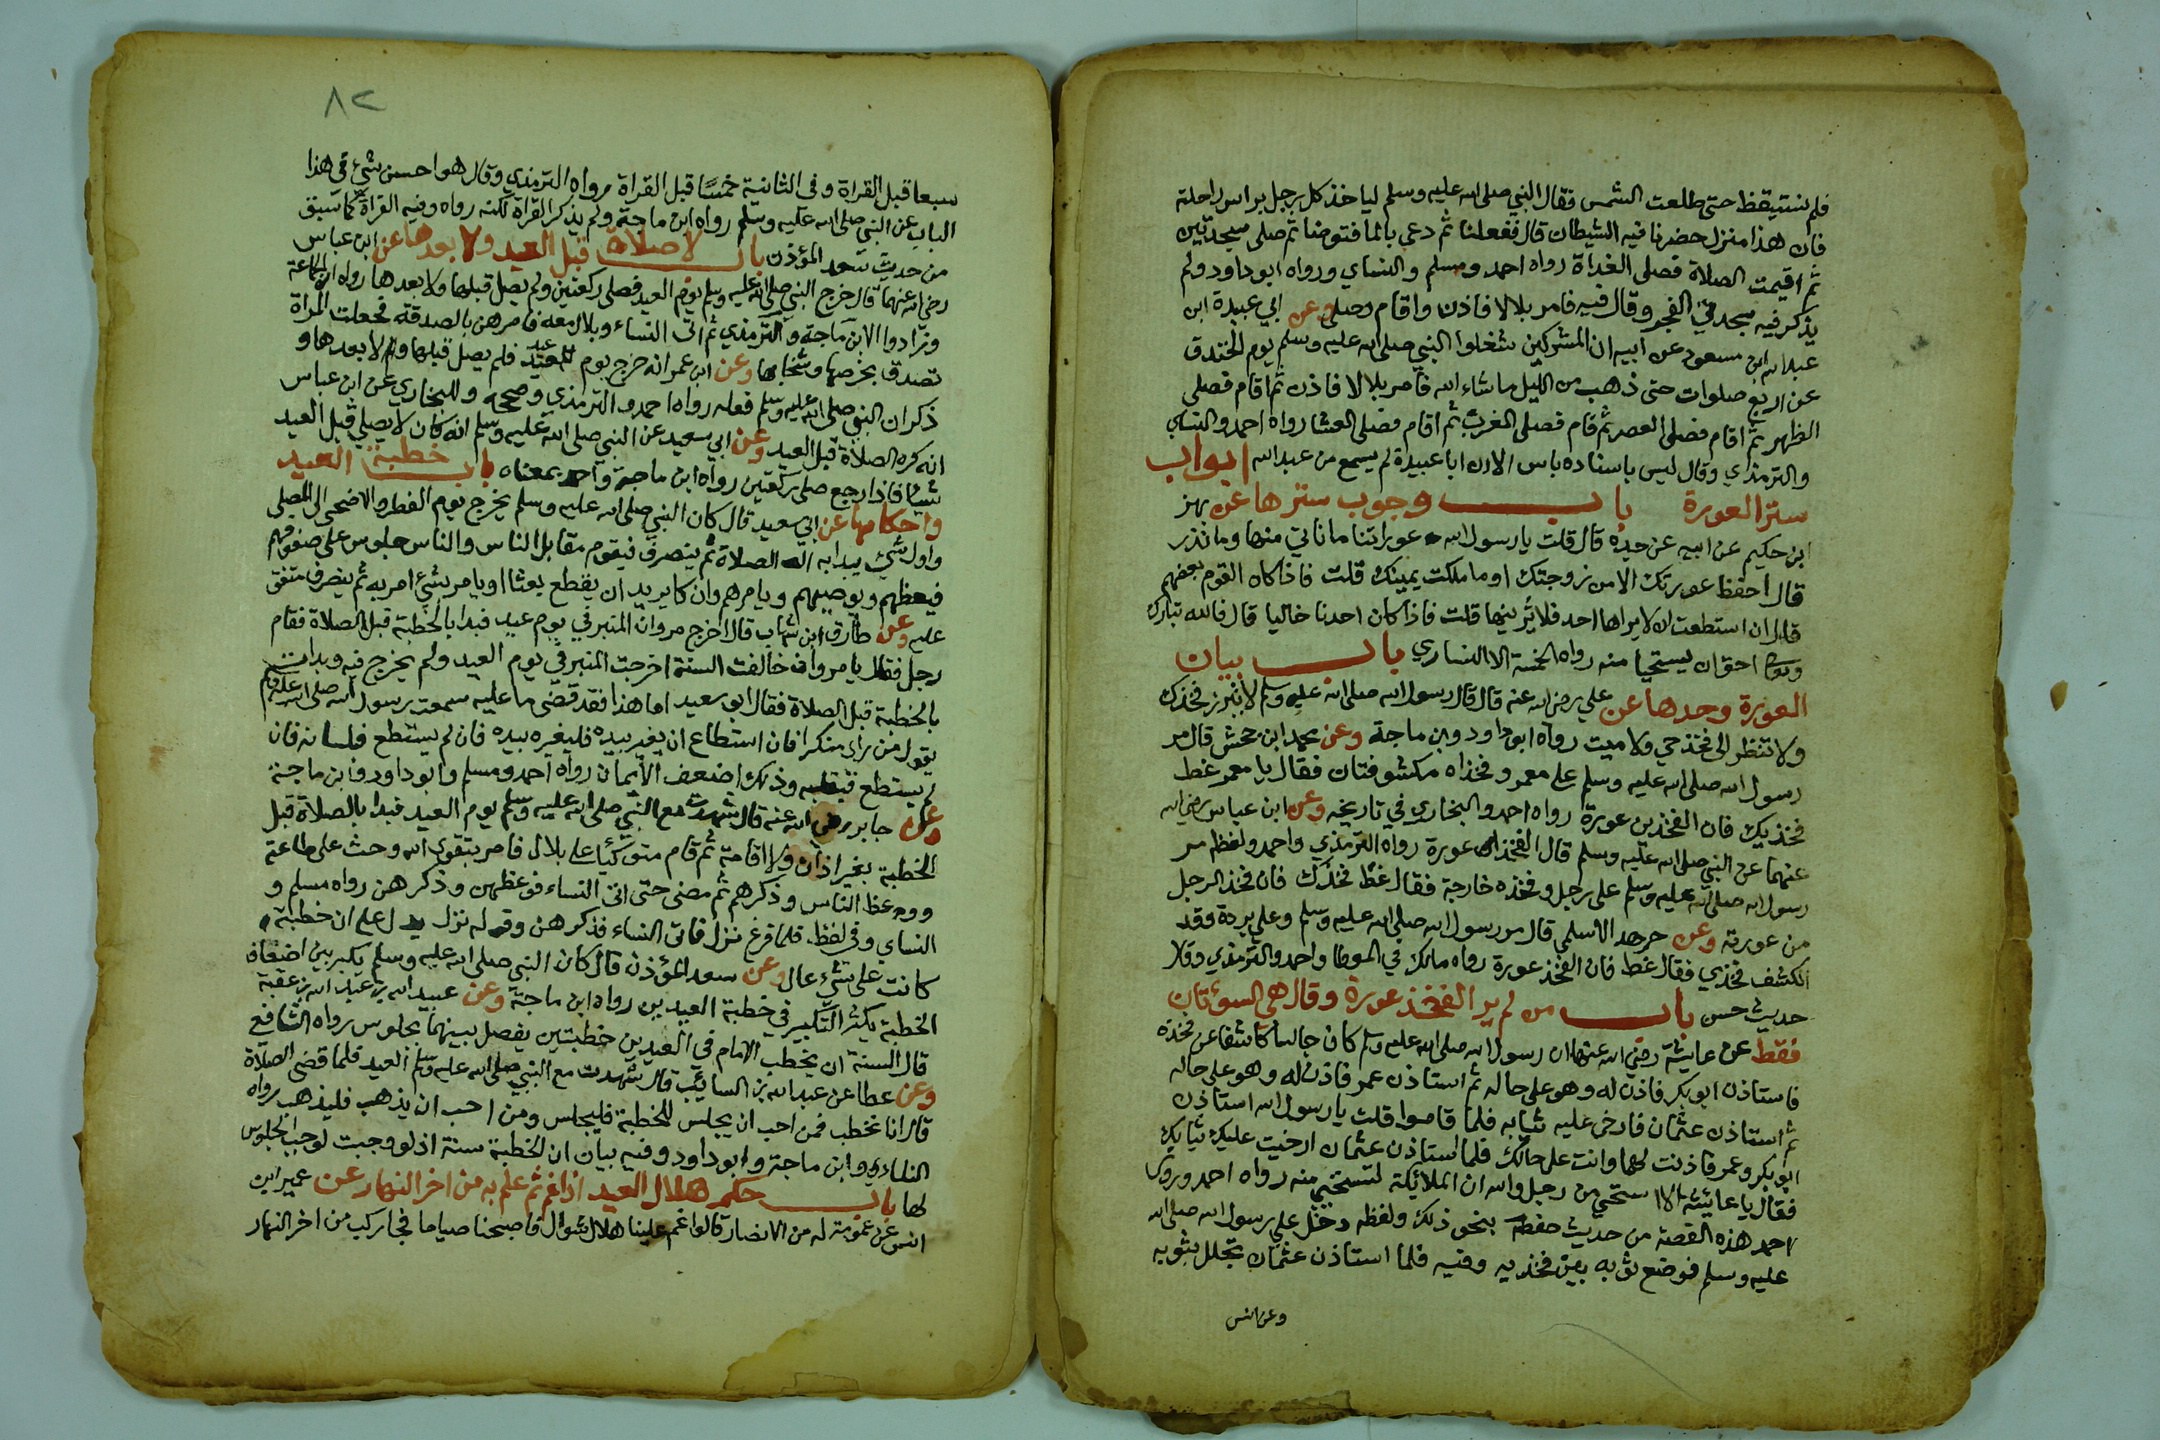 فلم نستيقظ حتى طلعت الشمس فقال النبي صلى الله عليه وسلم لياخذ كل رجل براس راحلته
فان هذا منزل حضرنا فيه الشيطان قال ففعلنا ثم دعي بالما فتوضا ثم صلى سجدتين
ثم اقيمت الصلاة فصلى الغداة رواه احمد ومسلم والنساي ورواه ابو داود ولم
يذكر فيه سجدتي الفجر وقال فيه فامر بلالا فاذن واقام وصلى وعن ابي عبيدة ابن
عبد الله ابن مسعود عن ابيه ان المشركين شغلوا النبي صلى الله عليه وسلم يوم الخندق
عن اربع صلوات حتى ذهب من الليل ما شاء الله فامر بلالا فاذن ثم اقام فصلى
الظهر ثم اقام فصلى العصر ثم قام فصلى المغرب ثم اقام فصلى العشا رواه احمد والنساي
والترمذي وقال ليس باسناده باس الا ان ابا عبيدة لم يسمع من عبد الله ابواب
ستر العورة باب وجوب سترها عن بهز
ابن حكيم عن ابيه عن جده قال قلت يا رسول الله عوراتنا ما ناتي منها وما نذر
قال احفظ عورتك الا من زوجتك او ما ملكت يمينك قلت فاذا كان القوم بعضهم
قال ان استطعت ان لا يراها احد فلا يرينها قلت فاذا كان احدنا خاليا قال فالله تبارك
احق ان يستحيا منه رواه الخمسة الا النساري باب بيان
العورة وحدها عن علي رضي الله عنه قال قال رسول الله صلى الله عليه وسلم لا تبرز فخذك
ولا تنظر الى فخذ حي ولا ميت رواه ابو داود وبن ماجة وعن محمد ابن جحش قال مر
رسول الله صلى الله عليه وسلم على معمر وفخذاه مكشوفتان فقال يا معمر غط
فخذيك فان الفخذين عورة رواه احمد والبخاري في تاريخه وعن ابن عباس رضي الله
عنهما عن النبي صلى الله عليه وسلم قال الفخذ عورة رواه الترمذي واحمد ولفظه مر
رسول الله صلى الله عليه وسلم على رجل وفخذه خارجة فقال غط فخذك فان فخذ الرجل
من عورته وعن جرهد الاسلمي قال مر رسول الله صلى الله عليه وسلم وعلي بردة وقد
انكشف فخذي فقال غط فان الفخذ عورة رواه مالك في الموطا واحمد والترمذي وقال
حديث حسن باب من لم ير الفخذ عورة وقال هي السوئتان
فقط عن عايشة رضي الله عنها ان رسول الله صلى الله عليه وسلم كان جالسا كاشفا عن فخذه
فاستاذن ابو بكر فاذن له وهو على حاله ثم استاذن عمر فاذن له وهو على حاله
ثم استاذن عثمان فارخى عليه ثيابه فلما قاموا قلت يا رسول الله استاذن
ابو بكر وعمر فاذنت لهما وانت على حالك فلما استاذن عثمان ارخيت عليك ثيابك
فقال يا عائيشة الا استحي من رجل والله ان الملائكة لتستحيي منه رواه احمد وروى
احمد هذه القصة من حديث حفصة بنحو ذلك ولفظه دخل علي رسول الله صلى الله
عليه وسلم فوضع ثوبه بين فخذيه وفيه فلما استاذن عثمان تجلل بثوبه
وعن انس
٨٢
سبعا قبل القراة وفي الثانية خمسا قبل القراة رواه الترمذي وقال هو احسن شيء في هذا
الباب عن النبي صلى الله عليه وسلم رواه ابن ماجة ولم يذكر القراة لكنه رواه وفيه القراة كما سبق
من حديث سعد المؤذن باب لا صلاة قبل العيد ولا بعدها عن ابن عباس
رضي الله عنهما قال خرج النبي صلى الله عليه وسلم يوم العيد فصلى ركعتين ولم يصل قبلها ولا بعدها رواه الجماعة
وزادوا الا بن ماجة والترمذي ثم اتى النساء وبلال معه فامرهن بالصدقة فجعلت المراة
تصدق بخرصها وسخابها وعن ابن عمر انه خرج يوم عيد فلم يصل قبلها ولا بعدها و
ذكر ان النبي صلى الله عليه وسلم فعله رواه احمد والترمذي وصححه وللبخاري عن ابن عباس
انه كره الصلاة قبل العيد وعن ابي سعيد عن النبي صلى الله عليه وسلم انه كان لا يصلي قبل العيد
شيئا فاذا رجع صلى ركعتين رواه ابن ماجة واحمد بمعناه باب خطبة العيد
واحكامها عن ابي سعيد قال كان النبي صلى الله عليه وسلم يخرج يوم الفطر والاضحى الى المصلى
واول شيء يبدا به الصلاة ثم ينصرف فيقوم مقابل الناس والناس جلوس على صفوفهم
فيعظهم ويوصيهم ويامرهم وان كا يريد ان يقطع بعثا او يامر بشيء امر به ثم ينصرف متفق
عليه وعن طارق ابن شهاب قال اخرج مروان المنبر في يوم عيد فبدا بالخطبة قبل الصلاة فقام
رجل فقال يا مروان خالفت السنة اخرجت المنبر في يوم العيد ولم يخرج فيه وبدات
بالخطبة قبل الصلاة فقال ابو سعيد اما هذا فقد قضى ما عليه سمعت رسول الله صلى الله عليه وسلم
يقول من راى منكرا فان استطاع ان يغير بيده فليغيره بيده فان لم يستطع فلسانه فان
لم يستطع فبقلبه وذلك اضعف الايمان رواه احمد ومسلم وابو داود وابن ماجة
وعن جابر رضي الله عنه قال شهدت مع النبي صلى الله عليه وسلم يوم العيد فبدا بالصلاة قبل
الخطبة بغير اذان ولا اقامة ثم قام متوكئا على بلال فامر بتقوى الله وحث على طاعته
ووعظ الناس وذكرهم ثم مضى حتى اتى النساء فوعظهن وذكرهن رواه مسلم و
النساي وفي لفظ فلما فرغ نزل فاتى النساء فذكرهن وقوله نزل يدل على ان خطبته
كانت على شيء عال وعن سعد المؤذن قال كان النبي صلى الله عليه وسلم يكبر بين اضعاف
الخطبة يكثر التكبير في خطبة العيدين رواه ابن ماجة وعن عبيد الله بن عبد الله بن عقبة
قال السنة ان يخطب الامام في العيدين خطبتين يفصل بينهما بجلوس رواه الشافعي
وعن عطا عن عبد الله بن السائب قال شهدت مع النبي صلى الله عليه وسلم العيد فلما قضى الصلاة
قال انا نخطب فمن احب ان يجلس للخطبة فليجلس ومن احب ان يذهب فليذهب رواه
النساءي وابن ماجة وابو داود وفيه بيان ان الخطبة سنة اذ لو وجبت لوجب الجلوس
لها باب حكم هلال العيد اذا غم ثم علم به من اخر النهار عن عمير ابن
انس عن عمومة له من الانصار قالوا غم علينا هلال شوال فاصبحنا صياما فجا ركب من اخر النهار